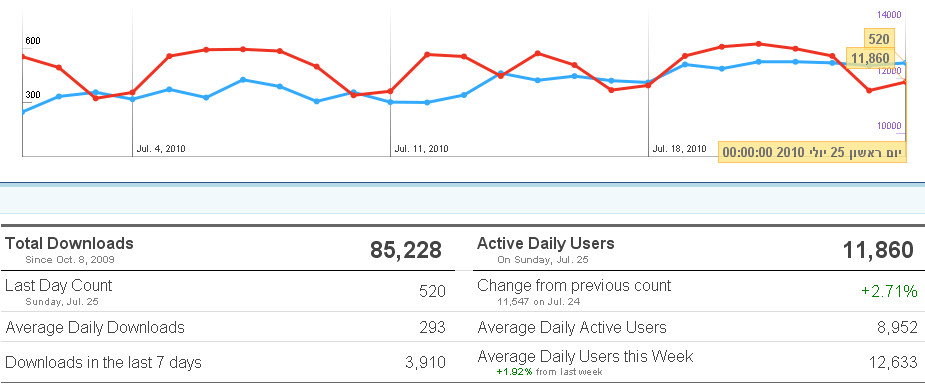 14000
600
520
11,860
12000
300
10000
Jul. 4, 2010
Jul. 11, 2010
Jul. 18, 2010
יום ראשון 25 יולי 2010 00:00:00
Total Downloads
85,228
Since Oct. 8, 2009
Last Day Count
520
Sunday, Jul. 25
Average Daily Downloads
293
Downloads in the last 7 days
3,910
Active Daily Users
11,860
On Sunday, Jul. 25
Change from previous count
+2.71%
11,547 on Jul. 24
Average Daily Active Users
8,952
Average Daily Users this Week
12,633
+1.92% from last week